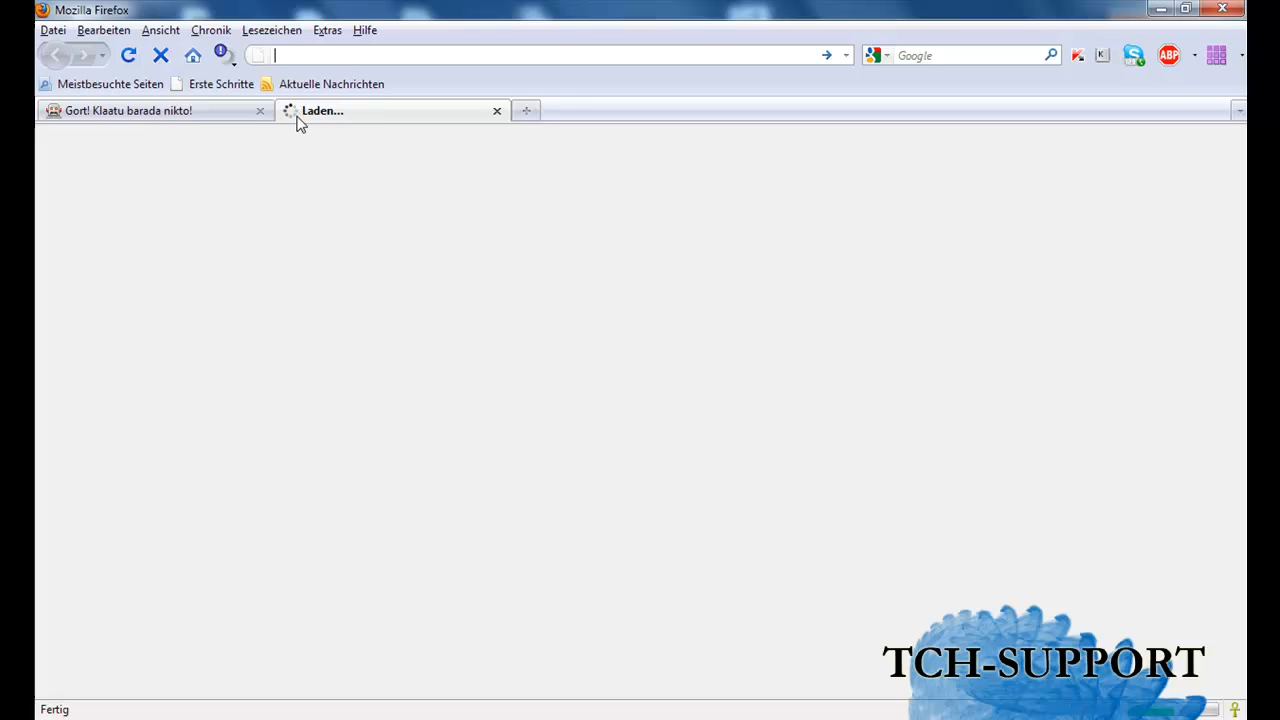 Mozilla Firefox
Datei Bearbeiten Ansicht Chronik Lesezeichen Extras Hilfe
Google
K
ABP
Meistbesuchte Seiten Erste Schritte Aktuelle Nachrichten
Gort! Klaatu barada nikto! Laden...
TCH-SUPPORT
Fertig